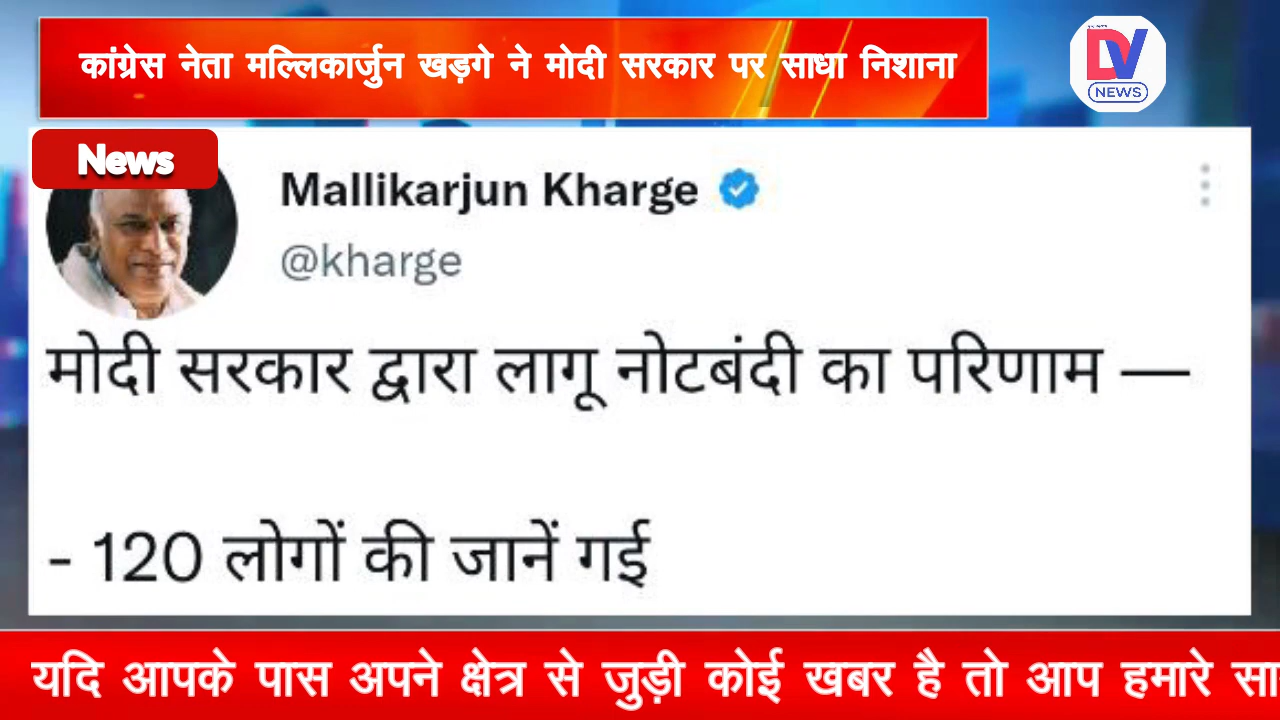 कांग्रेस नेता मल्लिकार्जुन खड़गे ने मोदी सरकार पर साधा निशाना
DV
NEWS
News
Mallikarjun Kharge
@kharge
मोदी सरकार द्वारा लागू नोटबंदी का परिणाम —
- 120 लोगों की जानें गई
यदि आपके पास अपने क्षेत्र से जुड़ी कोई खबर है तो आप हमारे